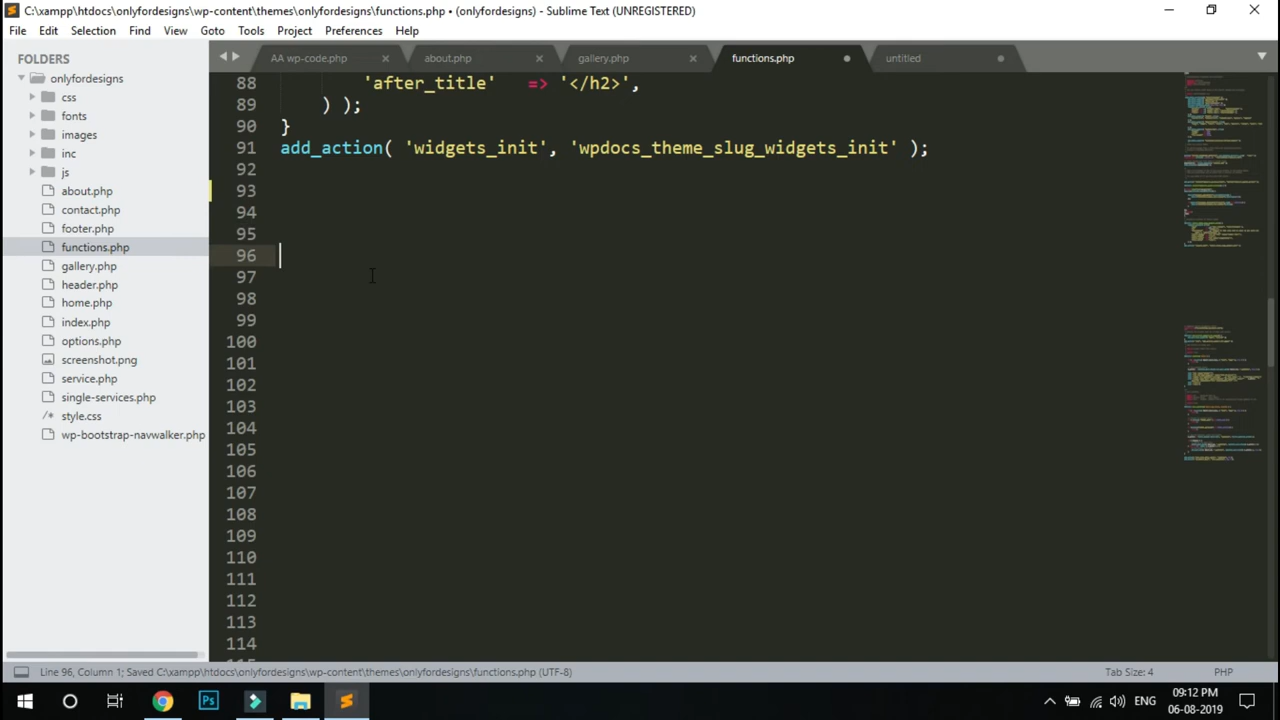 C:\xampp\htdocs\onlyfordesigns\wp-content\themes\onlyfordesigns\functions.php • (onlyfordesigns) - Sublime Text (UNREGISTERED)
File Edit Selection Find View Goto Tools Project Preferences Help
FOLDERS
onlyfordesigns
css
fonts
images
inc
js
about.php
contact.php
footer.php
functions.php
gallery.php
header.php
home.php
index.php
options.php
screenshot.png
service.php
single-services.php
style.css
wp-bootstrap-navwalker.php
AA wp-code.php about.php gallery.php functions.php untitled
88 'after_title' => '</h2>',
89 ) );
90 }
91 add_action( 'widgets_init', 'wpdocs_theme_slug_widgets_init' );
92
93
94
95
96
97
98
99
100
101
102
103
104
105
106
107
108
109
110
111
112
113
114
Line 96, Column 1; Saved C:\xampp\htdocs\onlyfordesigns\wp-content\themes\onlyfordesigns\functions.php (UTF-8) Tab Size: 4 PHP
Ps ENG 09:12 PM
06-08-2019